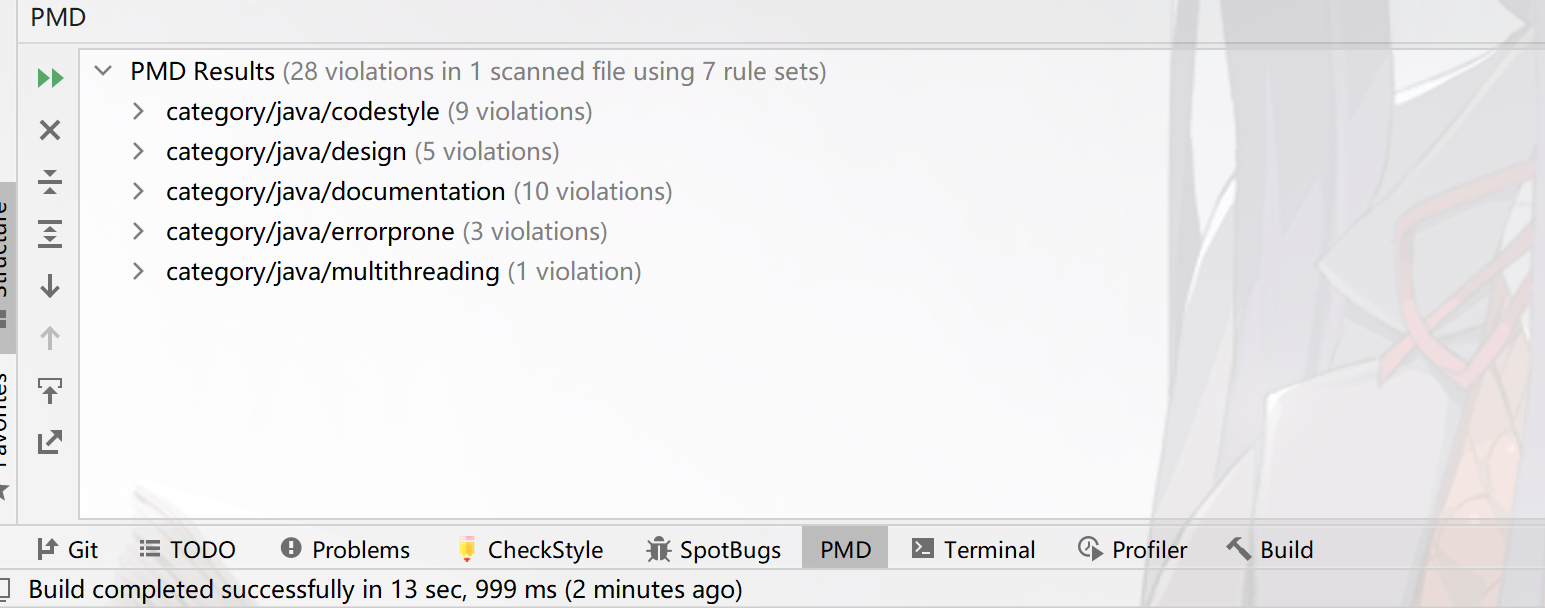 PMD
PMD Results (28 violations in 1 scanned file using 7 rule sets)
category/java/codestyle (9 violations)
category/java/design (5 violations)
category/java/documentation (10 violations)
category/java/errorprone (3 violations)
category/java/multithreading (1 violation)
Structure
Favorites
Git TODO Problems CheckStyle SpotBugs PMD Terminal Profiler Build
Build completed successfully in 13 sec, 999 ms (2 minutes ago)